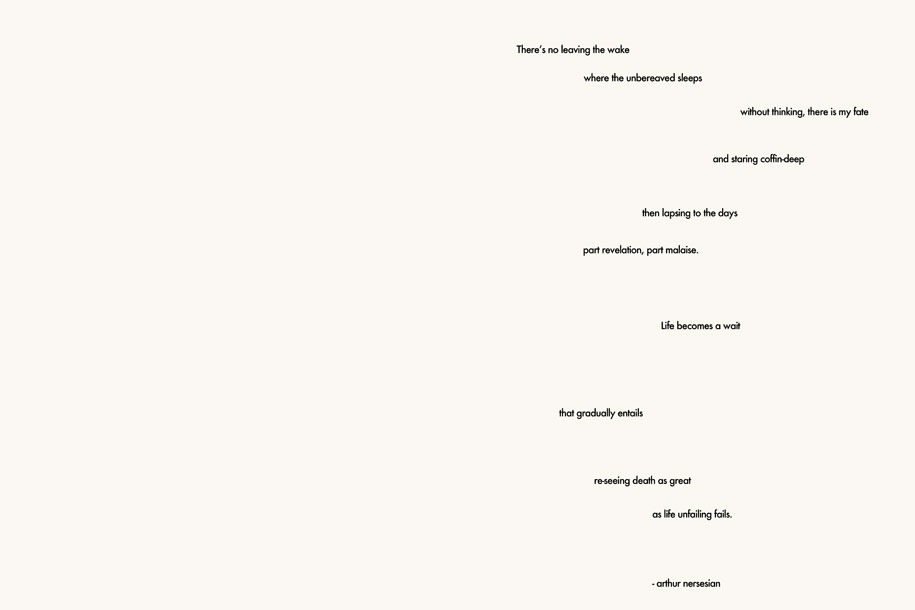 There's no leaving the wake
where the unbereaved sleeps
without thinking, there is my fate
and staring coffin-deep
then lapsing to the days
part revelation, part malaise.
Life becomes a wait
that gradually entails
re-seeing death as great
as life unfailing fails.
- arthur nersesian